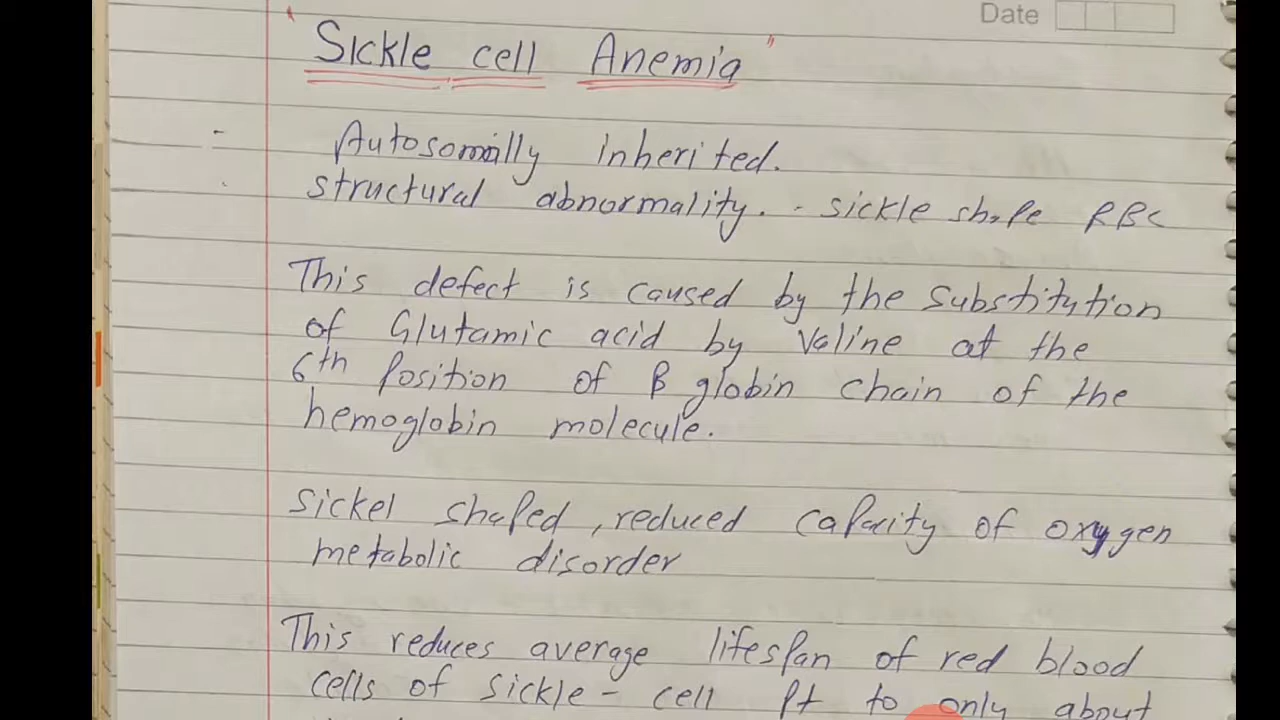 Date
" Sickle cell Anemia "
- Autosomally inherited.
structural abnormality. - sickle shape RBC
This defect is caused by the substitution
of Glutamic acid by Valine at the
6th Position of β globin chain of the
hemoglobin molecule.
Sickel shaped, reduced capacity of oxygen
metabolic disorder
This reduces average lifespan of red blood
cells of sickle - cell Pt to only about